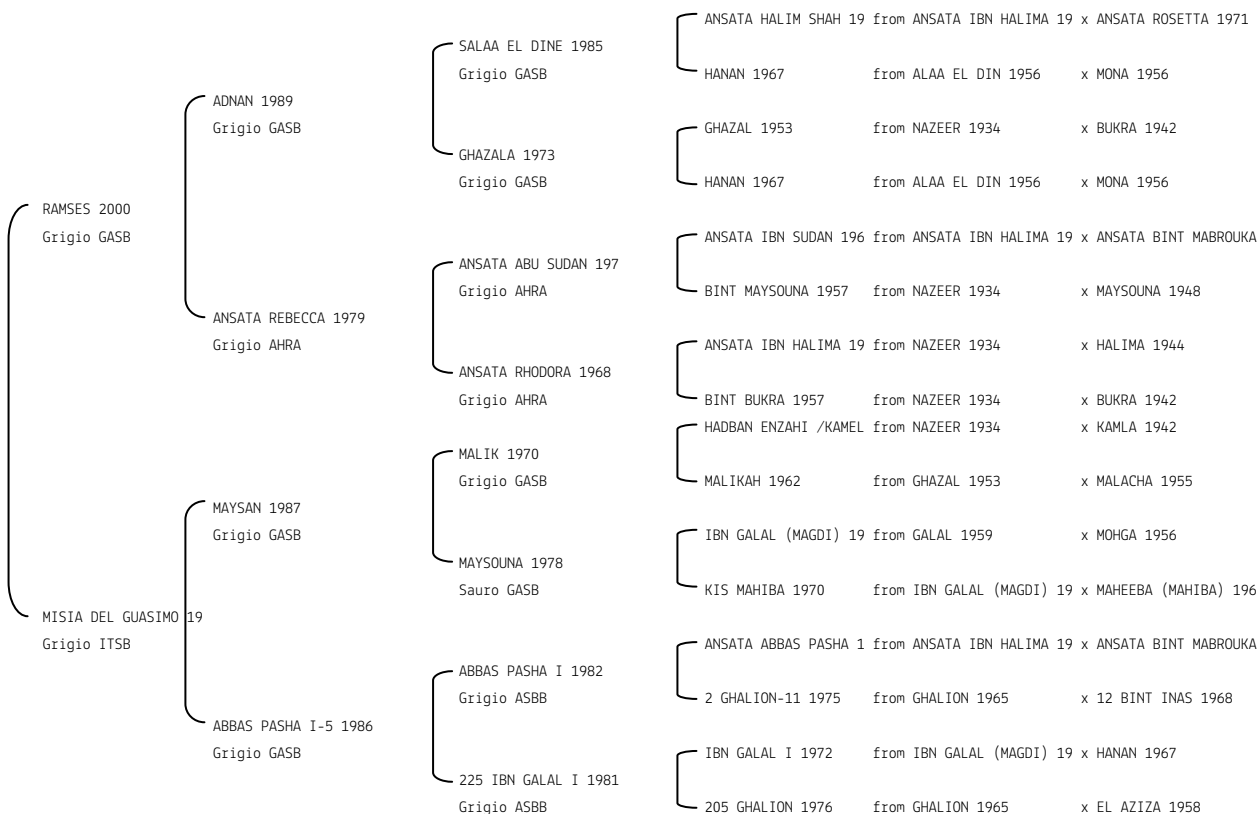 ANSATA HALIM SHAH 19 from ANSATA IBN HALIMA 19 x ANSATA ROSETTA 1971
SALAA EL DINE 1985
Grigio GASB
HANAN 1967 from ALAA EL DIN 1956 x MONA 1956
ADNAN 1989
Grigio GASB
GHAZAL 1953 from NAZEER 1934 x BUKRA 1942
GHAZALA 1973
Grigio GASB
HANAN 1967 from ALAA EL DIN 1956 x MONA 1956
RAMSES 2000
Grigio GASB
ANSATA IBN SUDAN 196 from ANSATA IBN HALIMA 19 x ANSATA BINT MABROUKA
ANSATA ABU SUDAN 197
Grigio AHRA
BINT MAYSOUNA 1957 from NAZEER 1934 x MAYSOUNA 1948
ANSATA REBECCA 1979
Grigio AHRA
ANSATA IBN HALIMA 19 from NAZEER 1934 x HALIMA 1944
ANSATA RHODORA 1968
Grigio AHRA
BINT BUKRA 1957 from NAZEER 1934 x BUKRA 1942
HADBAN ENZAHI /KAMEL from NAZEER 1934 x KAMLA 1942
MALIK 1970
Grigio GASB
MALIKAH 1962 from GHAZAL 1953 x MALACHA 1955
MAYSAN 1987
Grigio GASB
IBN GALAL (MAGDI) 19 from GALAL 1959 x MOHGA 1956
MAYSOUNA 1978
Sauro GASB
KIS MAHIBA 1970 from IBN GALAL (MAGDI) 19 x MAHEEBA (MAHIBA) 196
MISIA DEL GUASIMO 19
Grigio ITSB
ANSATA ABBAS PASHA 1 from ANSATA IBN HALIMA 19 x ANSATA BINT MABROUKA
ABBAS PASHA I 1982
Grigio ASBB
2 GHALION-11 1975 from GHALION 1965 x 12 BINT INAS 1968
ABBAS PASHA I-5 1986
Grigio GASB
IBN GALAL I 1972 from IBN GALAL (MAGDI) 19 x HANAN 1967
225 IBN GALAL I 1981
Grigio ASBB
205 GHALION 1976 from GHALION 1965 x EL AZIZA 1958